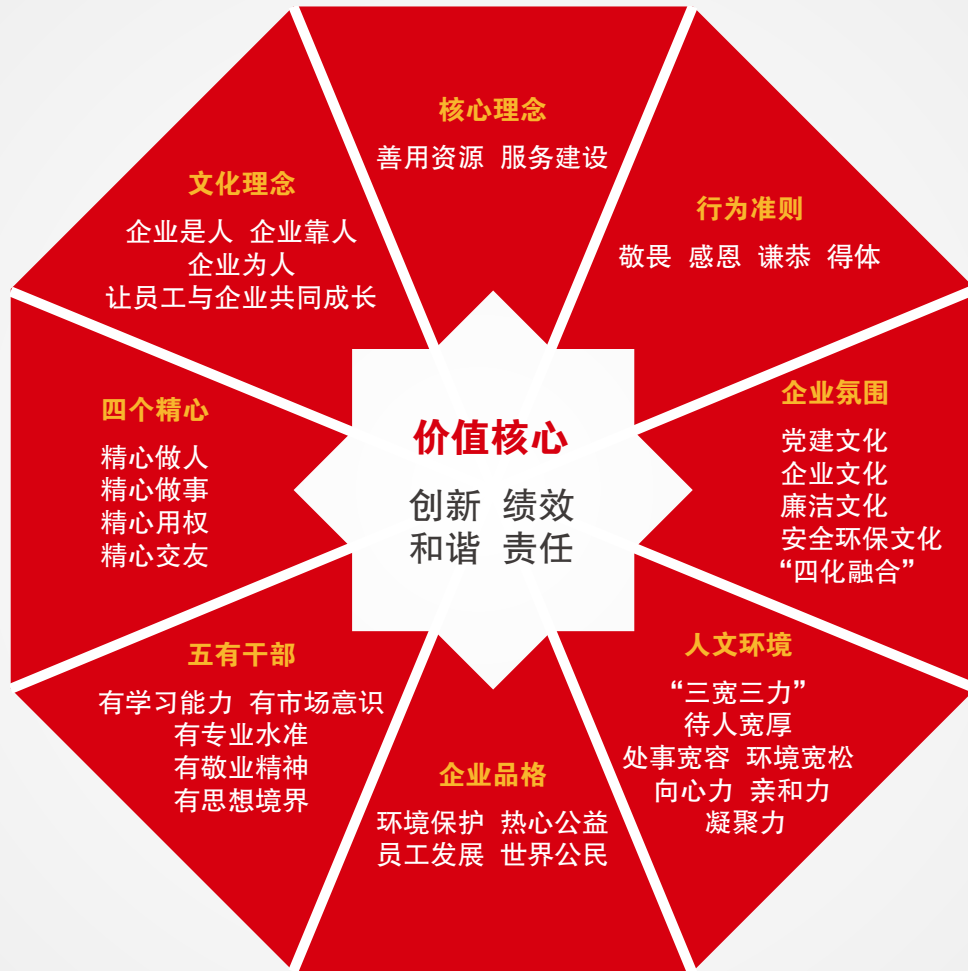 核心理念
善用资源 服务建设
行为准则
敬畏 感恩 谦恭 得体
企业氛围
党建文化
企业文化
廉洁文化
安全环保文化
“四化融合”
人文环境
“三宽三力”
待人宽厚
处事宽容 环境宽松
向心力 亲和力
凝聚力
企业品格
环境保护 热心公益
员工发展 世界公民
五有干部
有学习能力 有市场意识
有专业水准
有敬业精神
有思想境界
四个精心
精心做人
精心做事
精心用权
精心交友
文化理念
企业是人 企业靠人
企业为人
让员工与企业共同成长
价值核心
创新 绩效
和谐 责任